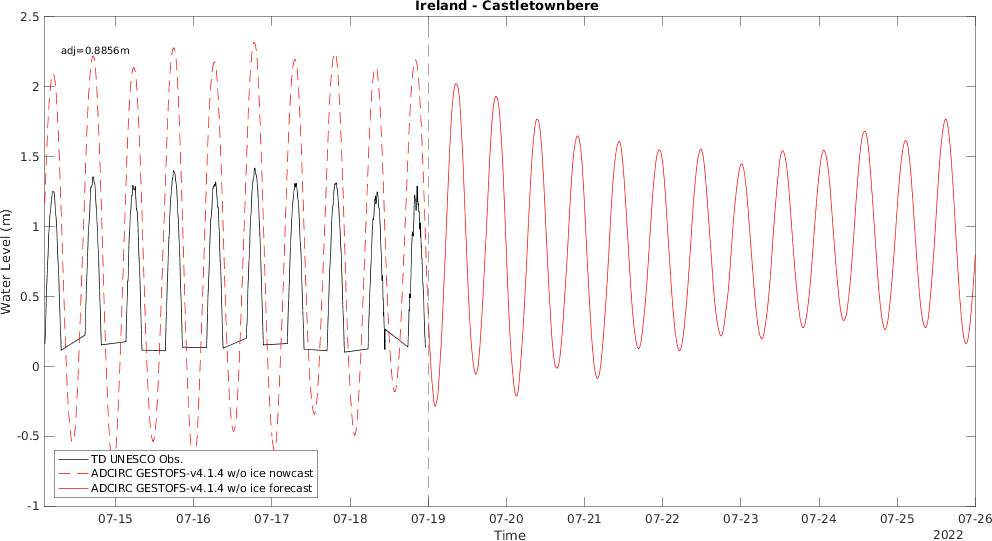 Ireland - Castletownbere
adj=0.8856m
2.5
2
1.5
1
0.5
0
-0.5
-1
Water Level (m)
TD UNESCO Obs.
ADCIRC GESTOFS-v4.1.4 w/o ice nowcast
ADCIRC GESTOFS-v4.1.4 w/o ice forecast
07-15 07-16 07-17 07-18 07-19 07-20 07-21 07-22 07-23 07-24 07-25 07-26
Time
2022